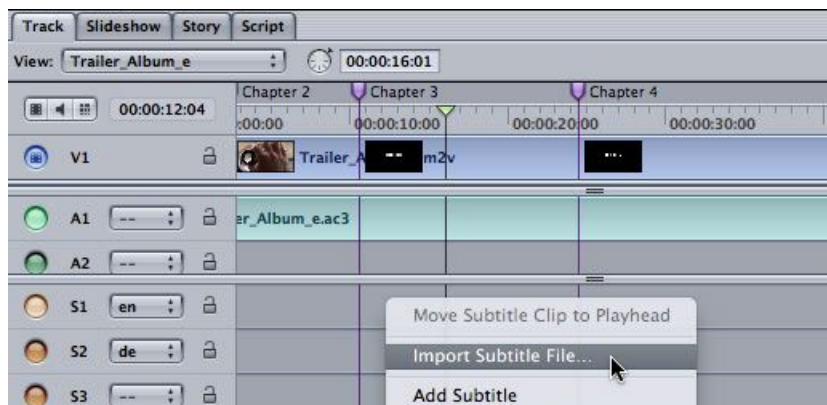 Track Slideshow Story Script
View: Trailer_Album_e 00:00:16:01
00:00:12:04
Chapter 2 Chapter 3 Chapter 4
:00:00 00:00:10:00 00:00:20:00 00:00:30:00
V1 Trailer_A m2v
A1 -- er_Album_e.ac3
A2 --
S1 en
Move Subtitle Clip to Playhead
S2 de
Import Subtitle File...
S3 --
Add Subtitle